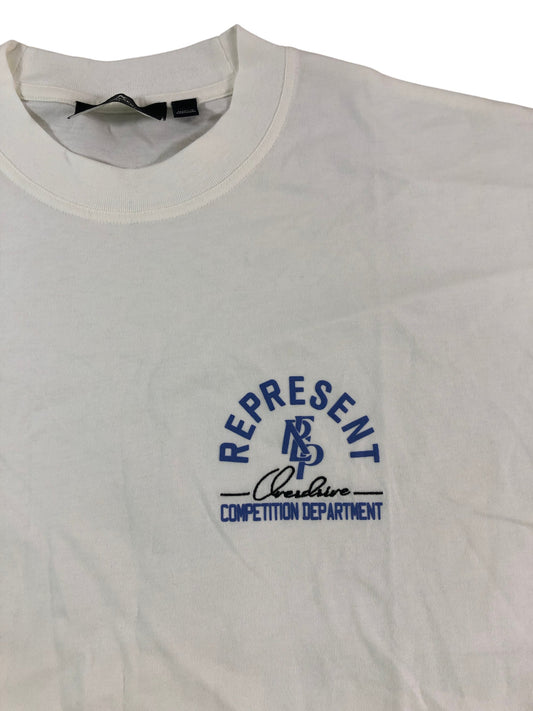 REPRESENT
Overdrive
COMPETITION DEPARTMENT